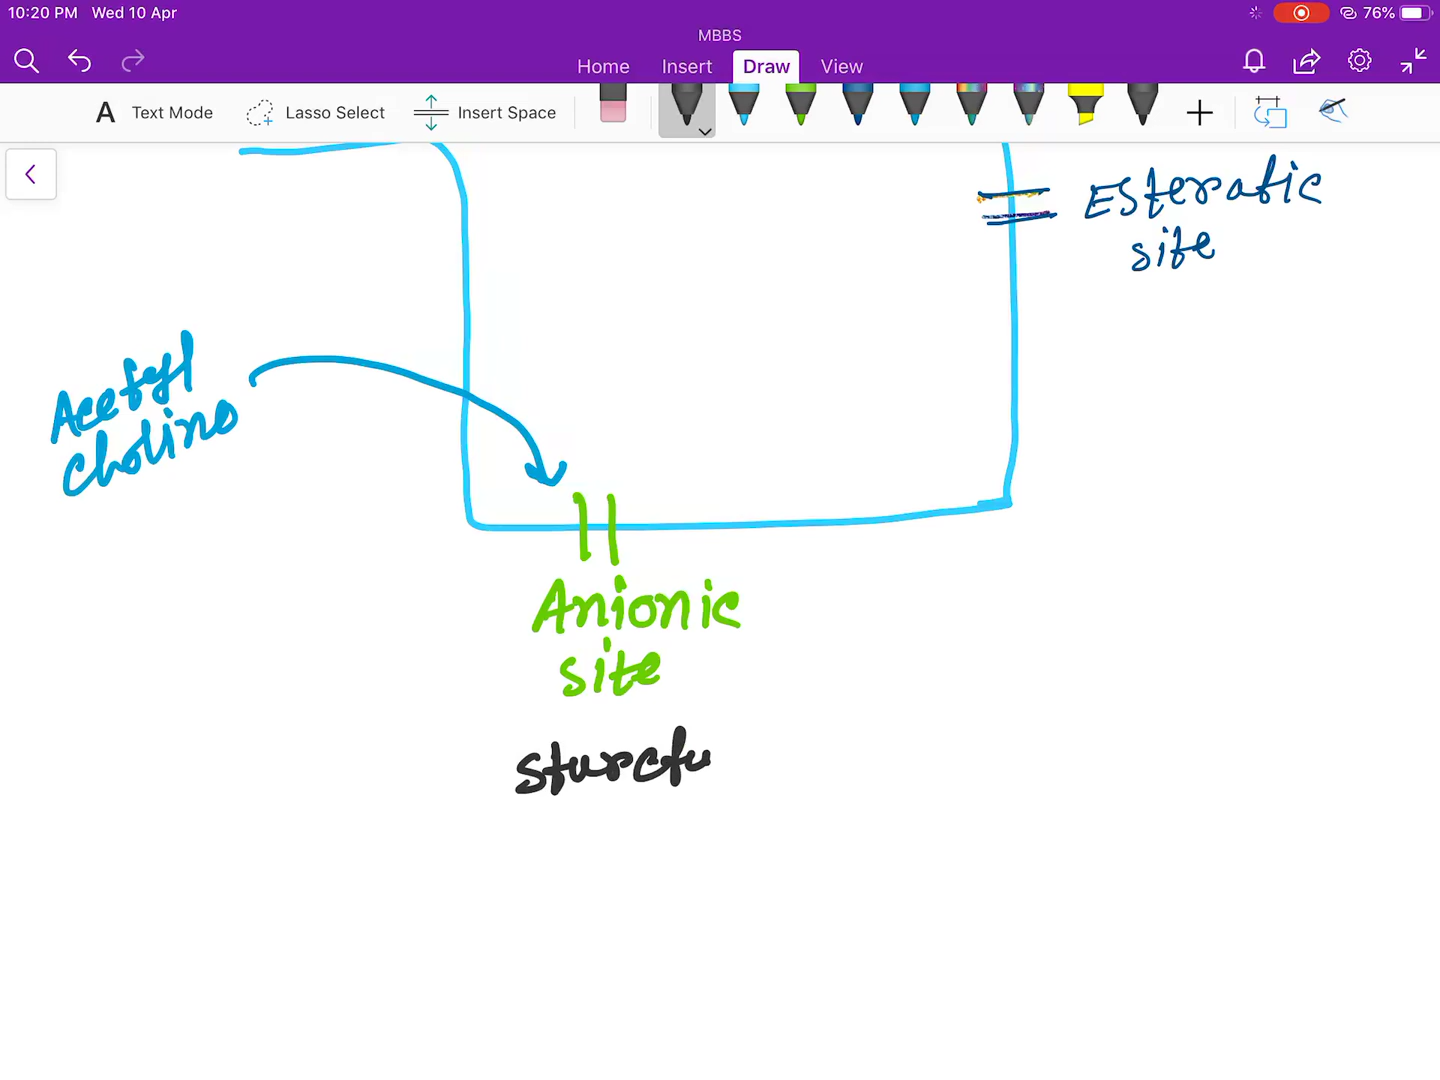 10:20 PM Wed 10 Apr
76%
MBBS
Home Insert Draw View
A Text Mode Lasso Select Insert Space
Esteratic
site
Acetyl
Choline
Anionic
site
sturctu